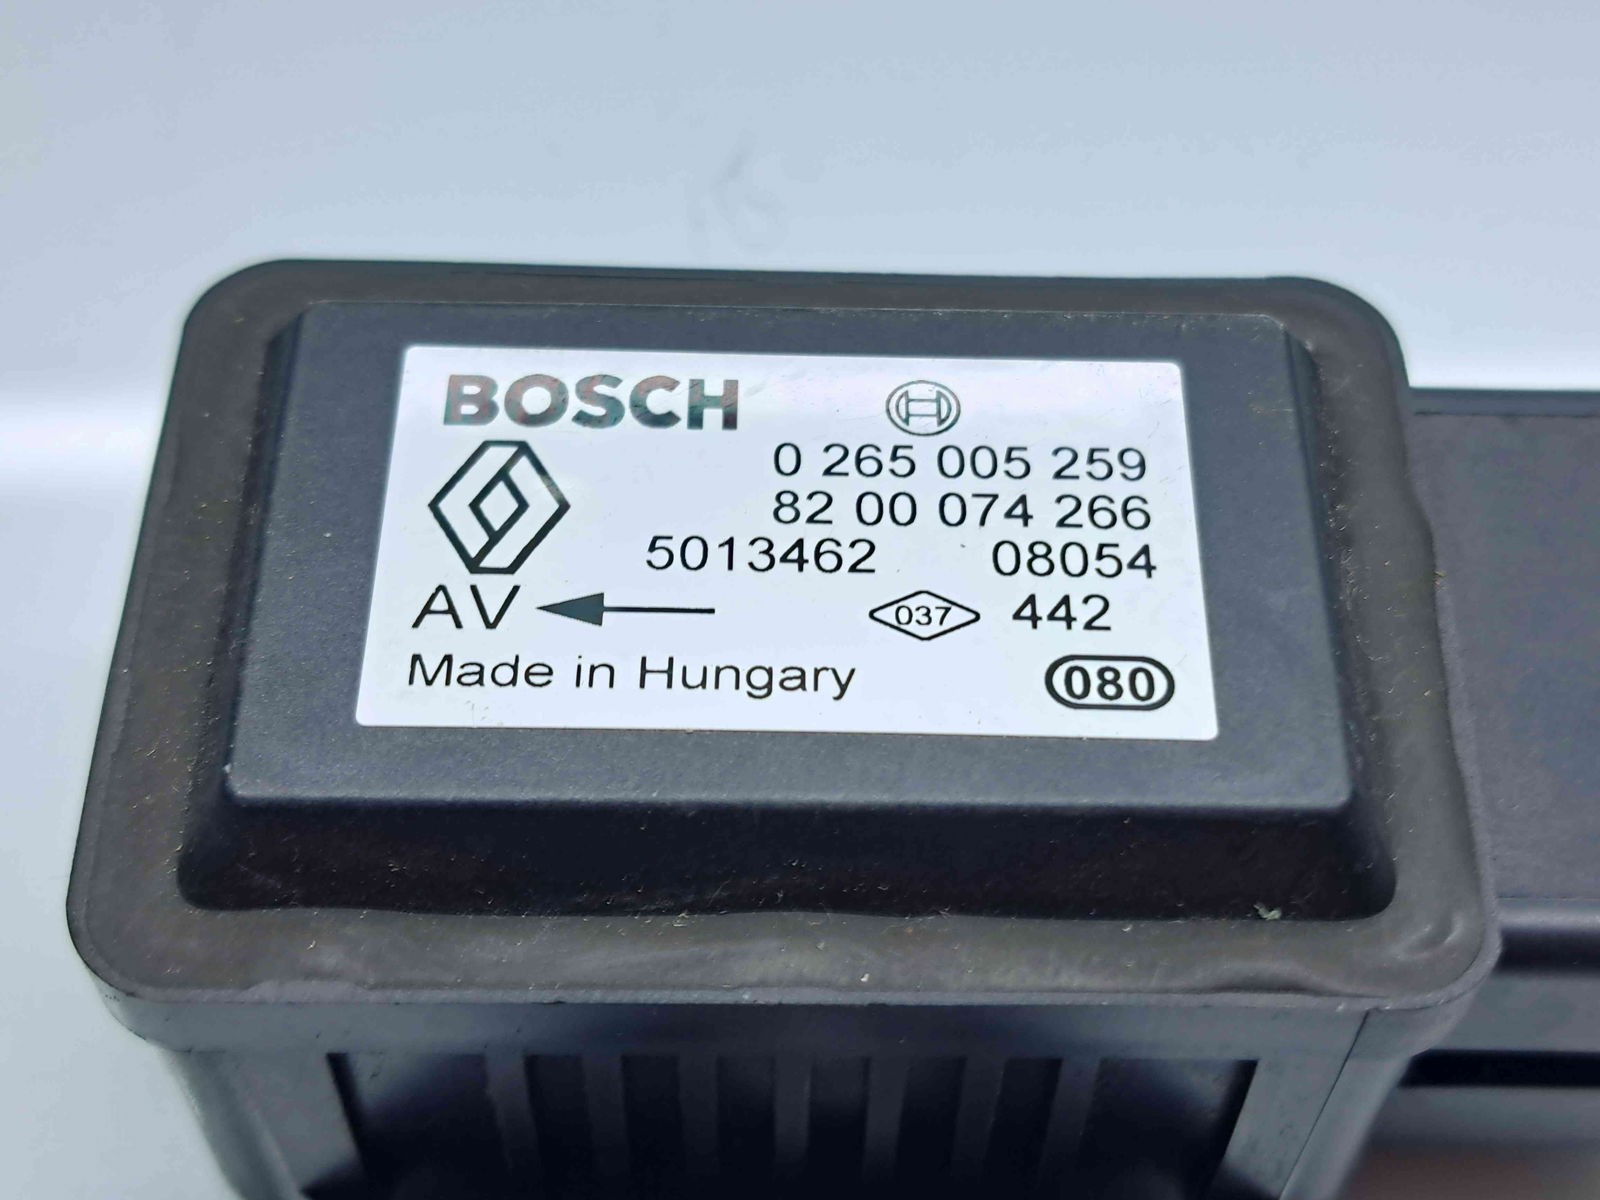 BOSCH
0 265 005 259
82 00 074 266
5013462 08054
AV 037 442
Made in Hungary 080